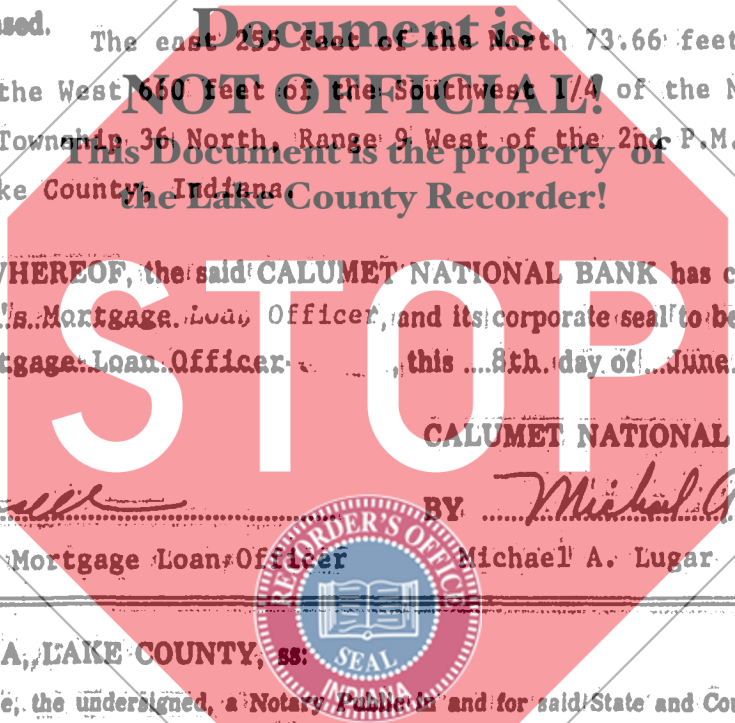 ased.
Document is
The east 255 feet of the North 73.66 feet
NOT OFFICIAL!
the West 660 feet of the Southwest 1/4 of the N
Township 36 North, Range 9 West of the 2nd P.M.
This Document is the property of
ke County, Indiana.
the Lake County Recorder!
WHEREOF, the said CALUMET NATIONAL BANK has c
's Mortgage Loan Officer, and its corporate seal to be
tgage Loan Officer , this 8th day of June
STOP
CALUMET NATIONAL
BY Michael A
Mortgage Loan Officer Michael A. Lugar
RECORDER'S OFFICE
SEAL
INDIANA
A, LAKE COUNTY, ss:
e, the undersigned, a Notary Public in and for said State and Cou